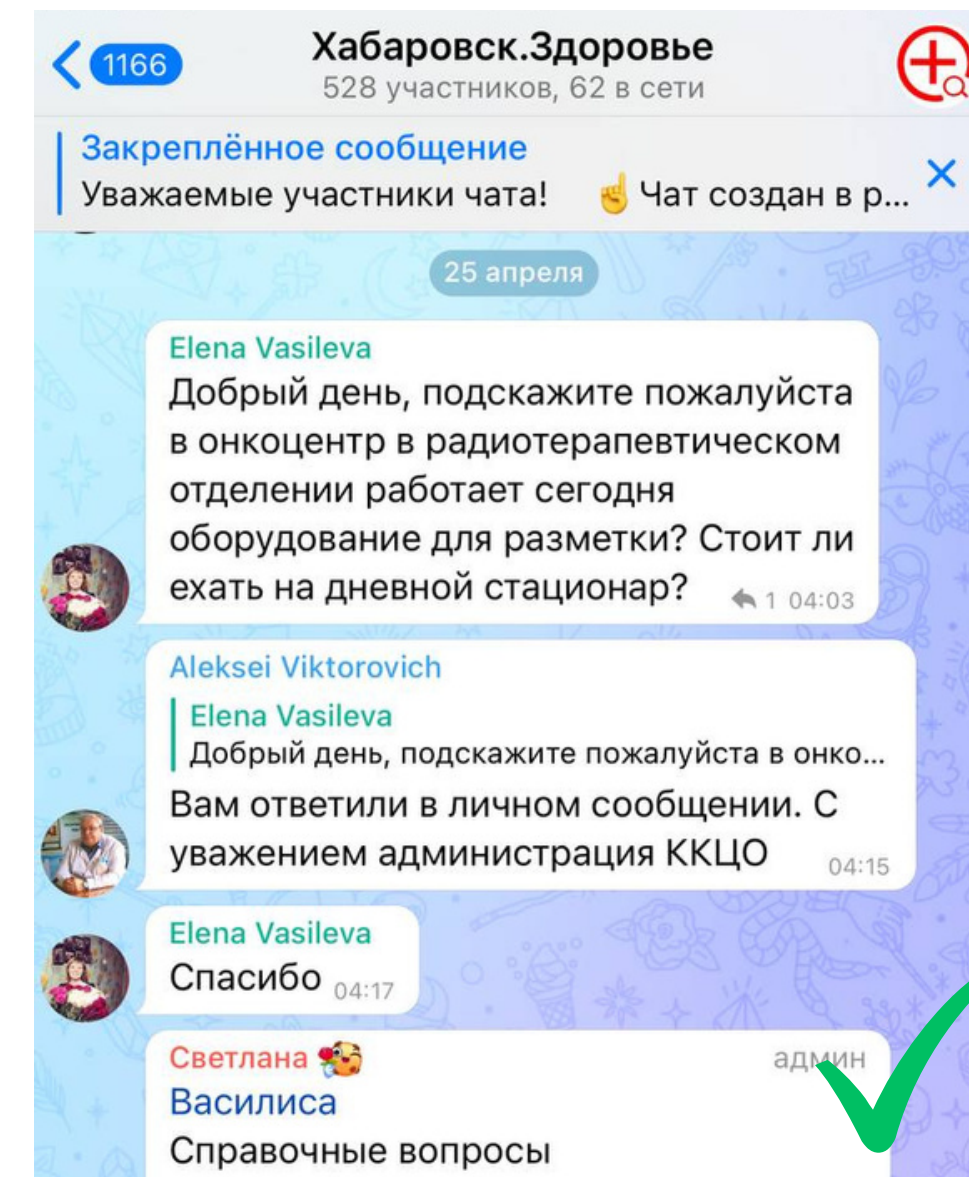 1166
Хабаровск.Здоровье
528 участников, 62 в сети
Закреплённое сообщение
Уважаемые участники чата! ☝️ Чат создан в р...
25 апреля
Elena Vasileva
Добрый день, подскажите пожалуйста
в онкоцентр в радиотерапевтическом
отделении работает сегодня
оборудование для разметки? Стоит ли
ехать на дневной стационар?
1 04:03
Aleksei Viktorovich
Elena Vasileva
Добрый день, подскажите пожалуйста в онко...
Вам ответили в личном сообщении. С
уважением администрация ККЦО
04:15
Elena Vasileva
Спасибо 04:17
Светлана админ
Василиса
Справочные вопросы